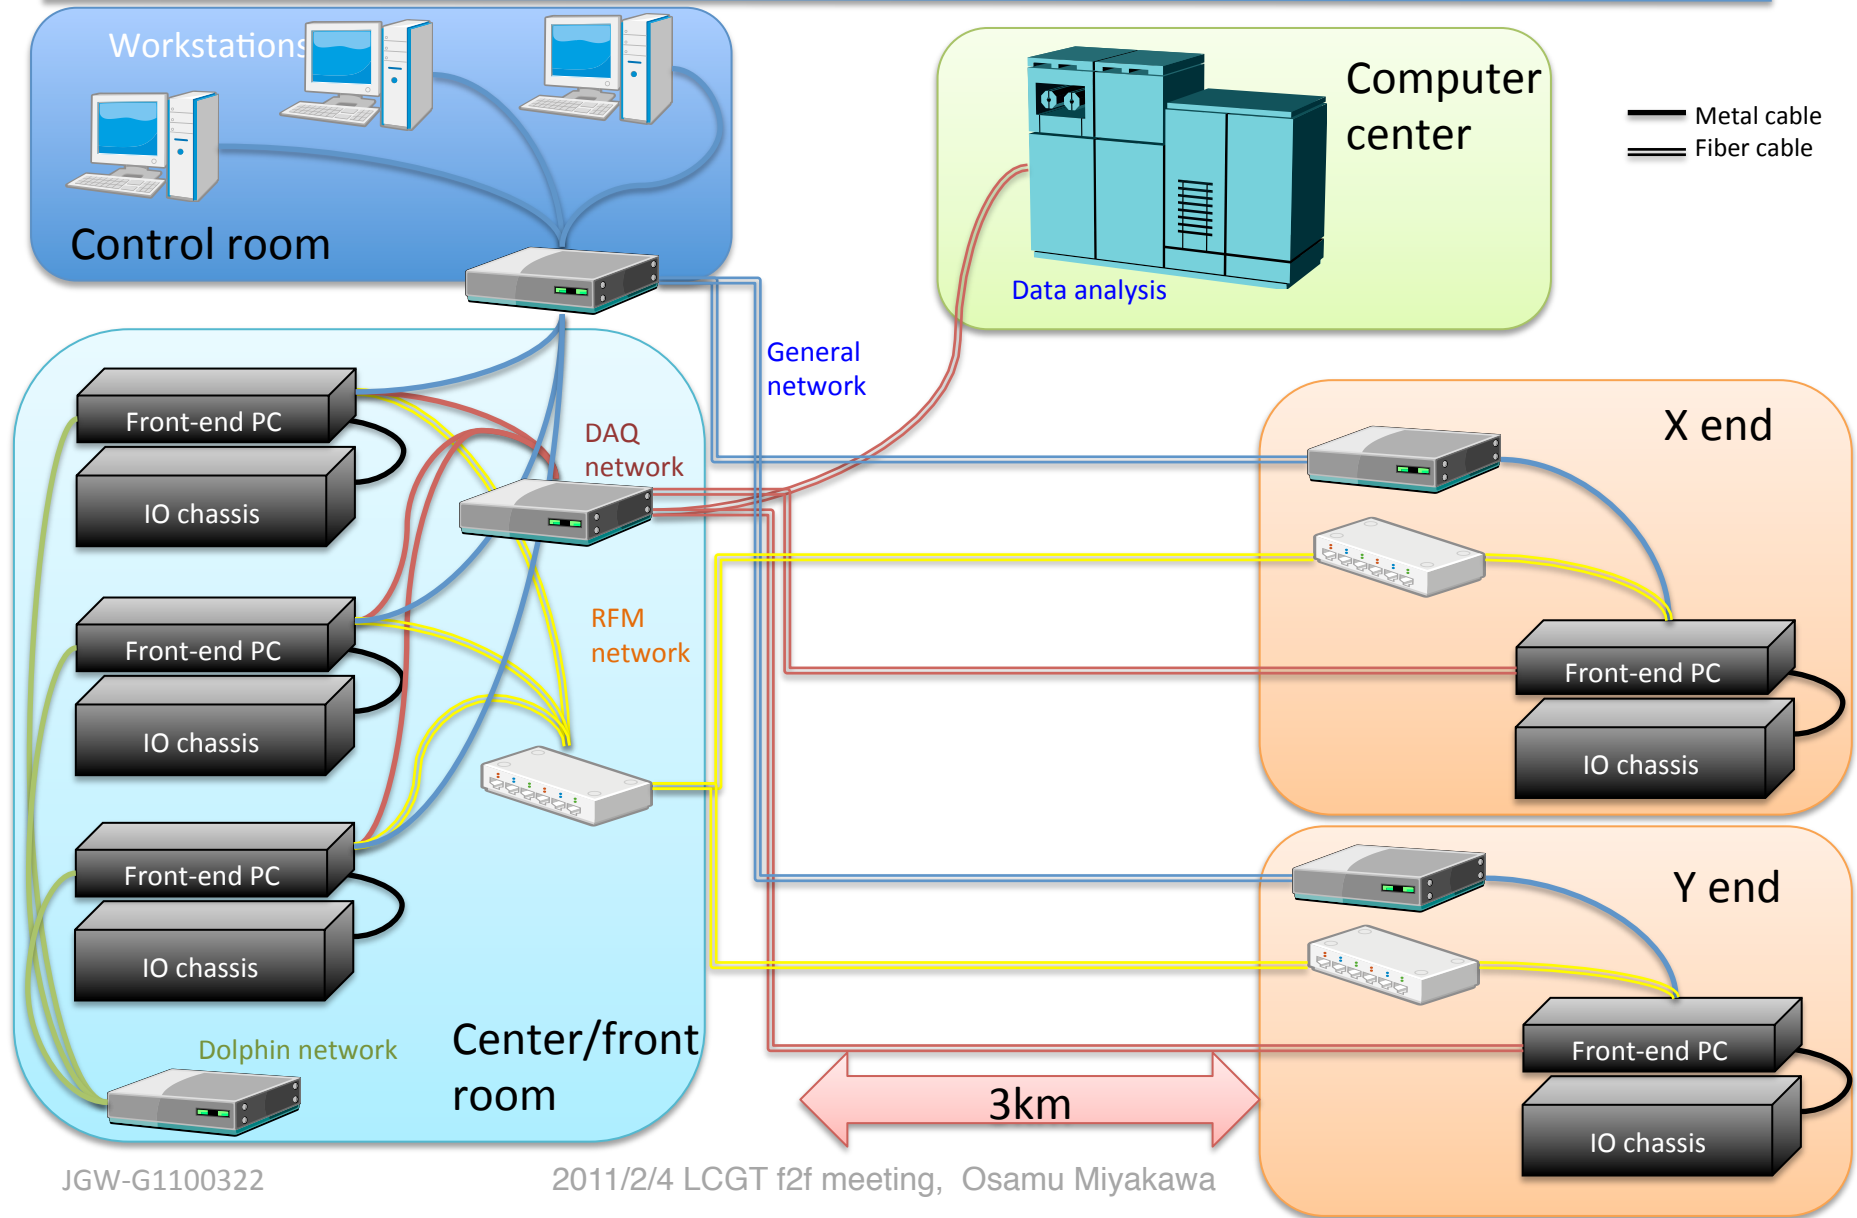 Workstations
Control room
Computer
center
Data analysis
Metal cable
Fiber cable
General
network
Front-end PC
IO chassis
DAQ
network
X end
Front-end PC
IO chassis
RFM
network
Front-end PC
IO chassis
Front-end PC
IO chassis
Y end
Front-end PC
IO chassis
Dolphin network
Center/front
room
3km
JGW-G1100322
2011/2/4 LCGT f2f meeting, Osamu Miyakawa